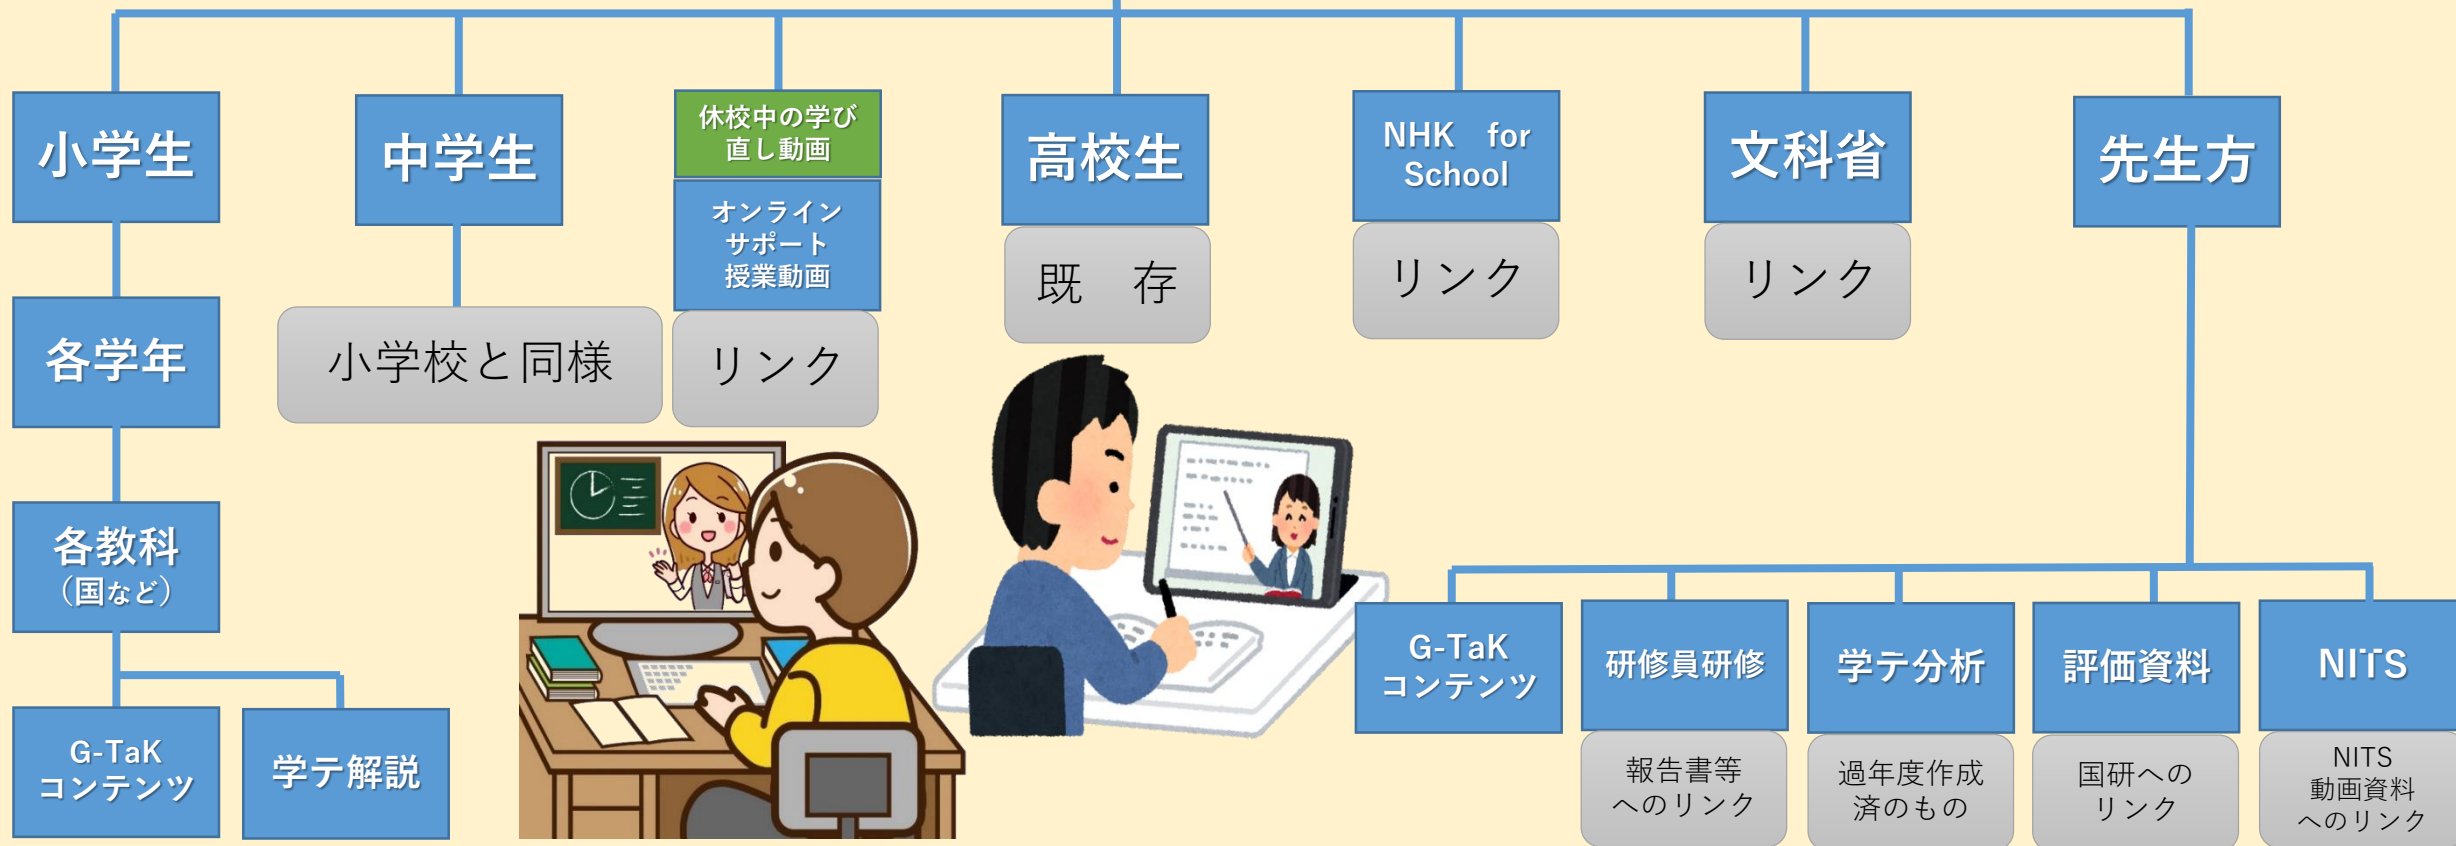 小学生
中学生
休校中の学び
直し動画
オンライン
サポート
授業動画
高校生
NHK　for
School
文科省
先生方
既　存
リンク
リンク
各学年
小学校と同様
リンク
各教科
（国など）
G-TaK
コンテンツ
学テ解説
G-TaK
コンテンツ
研修員研修
学テ分析
評価資料
NITS
報告書等
へのリンク
過年度作成
済のもの
国研への
リンク
NITS
動画資料
へのリンク